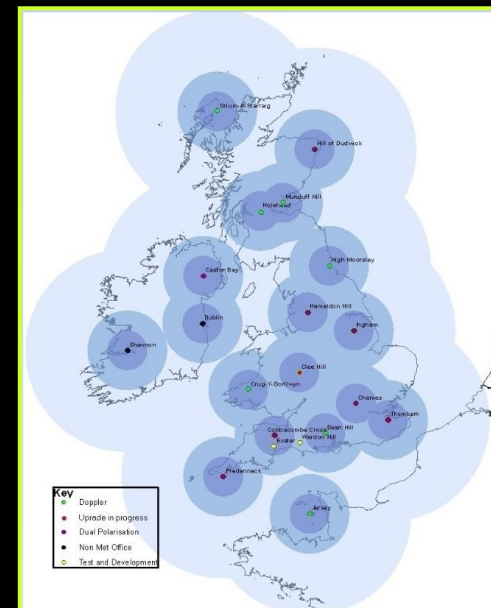 Druim-A-Starraig
Hill of Dudwick
Munduff Hill
Holehead
High Moorsley
Castor Bay
Dublin
Hameldon Hill
Ingham
Shannon
Clee Hill
Crug-Y-Gorllwyn
Chenies
Thurnham
Cobbacombe Cross
Dean Hill
Exeter
Wardon Hill
Predannack
Jersey
Key
Doppler
Uprade in progress
Dual Polarisation
Non Met Office
Test and Development